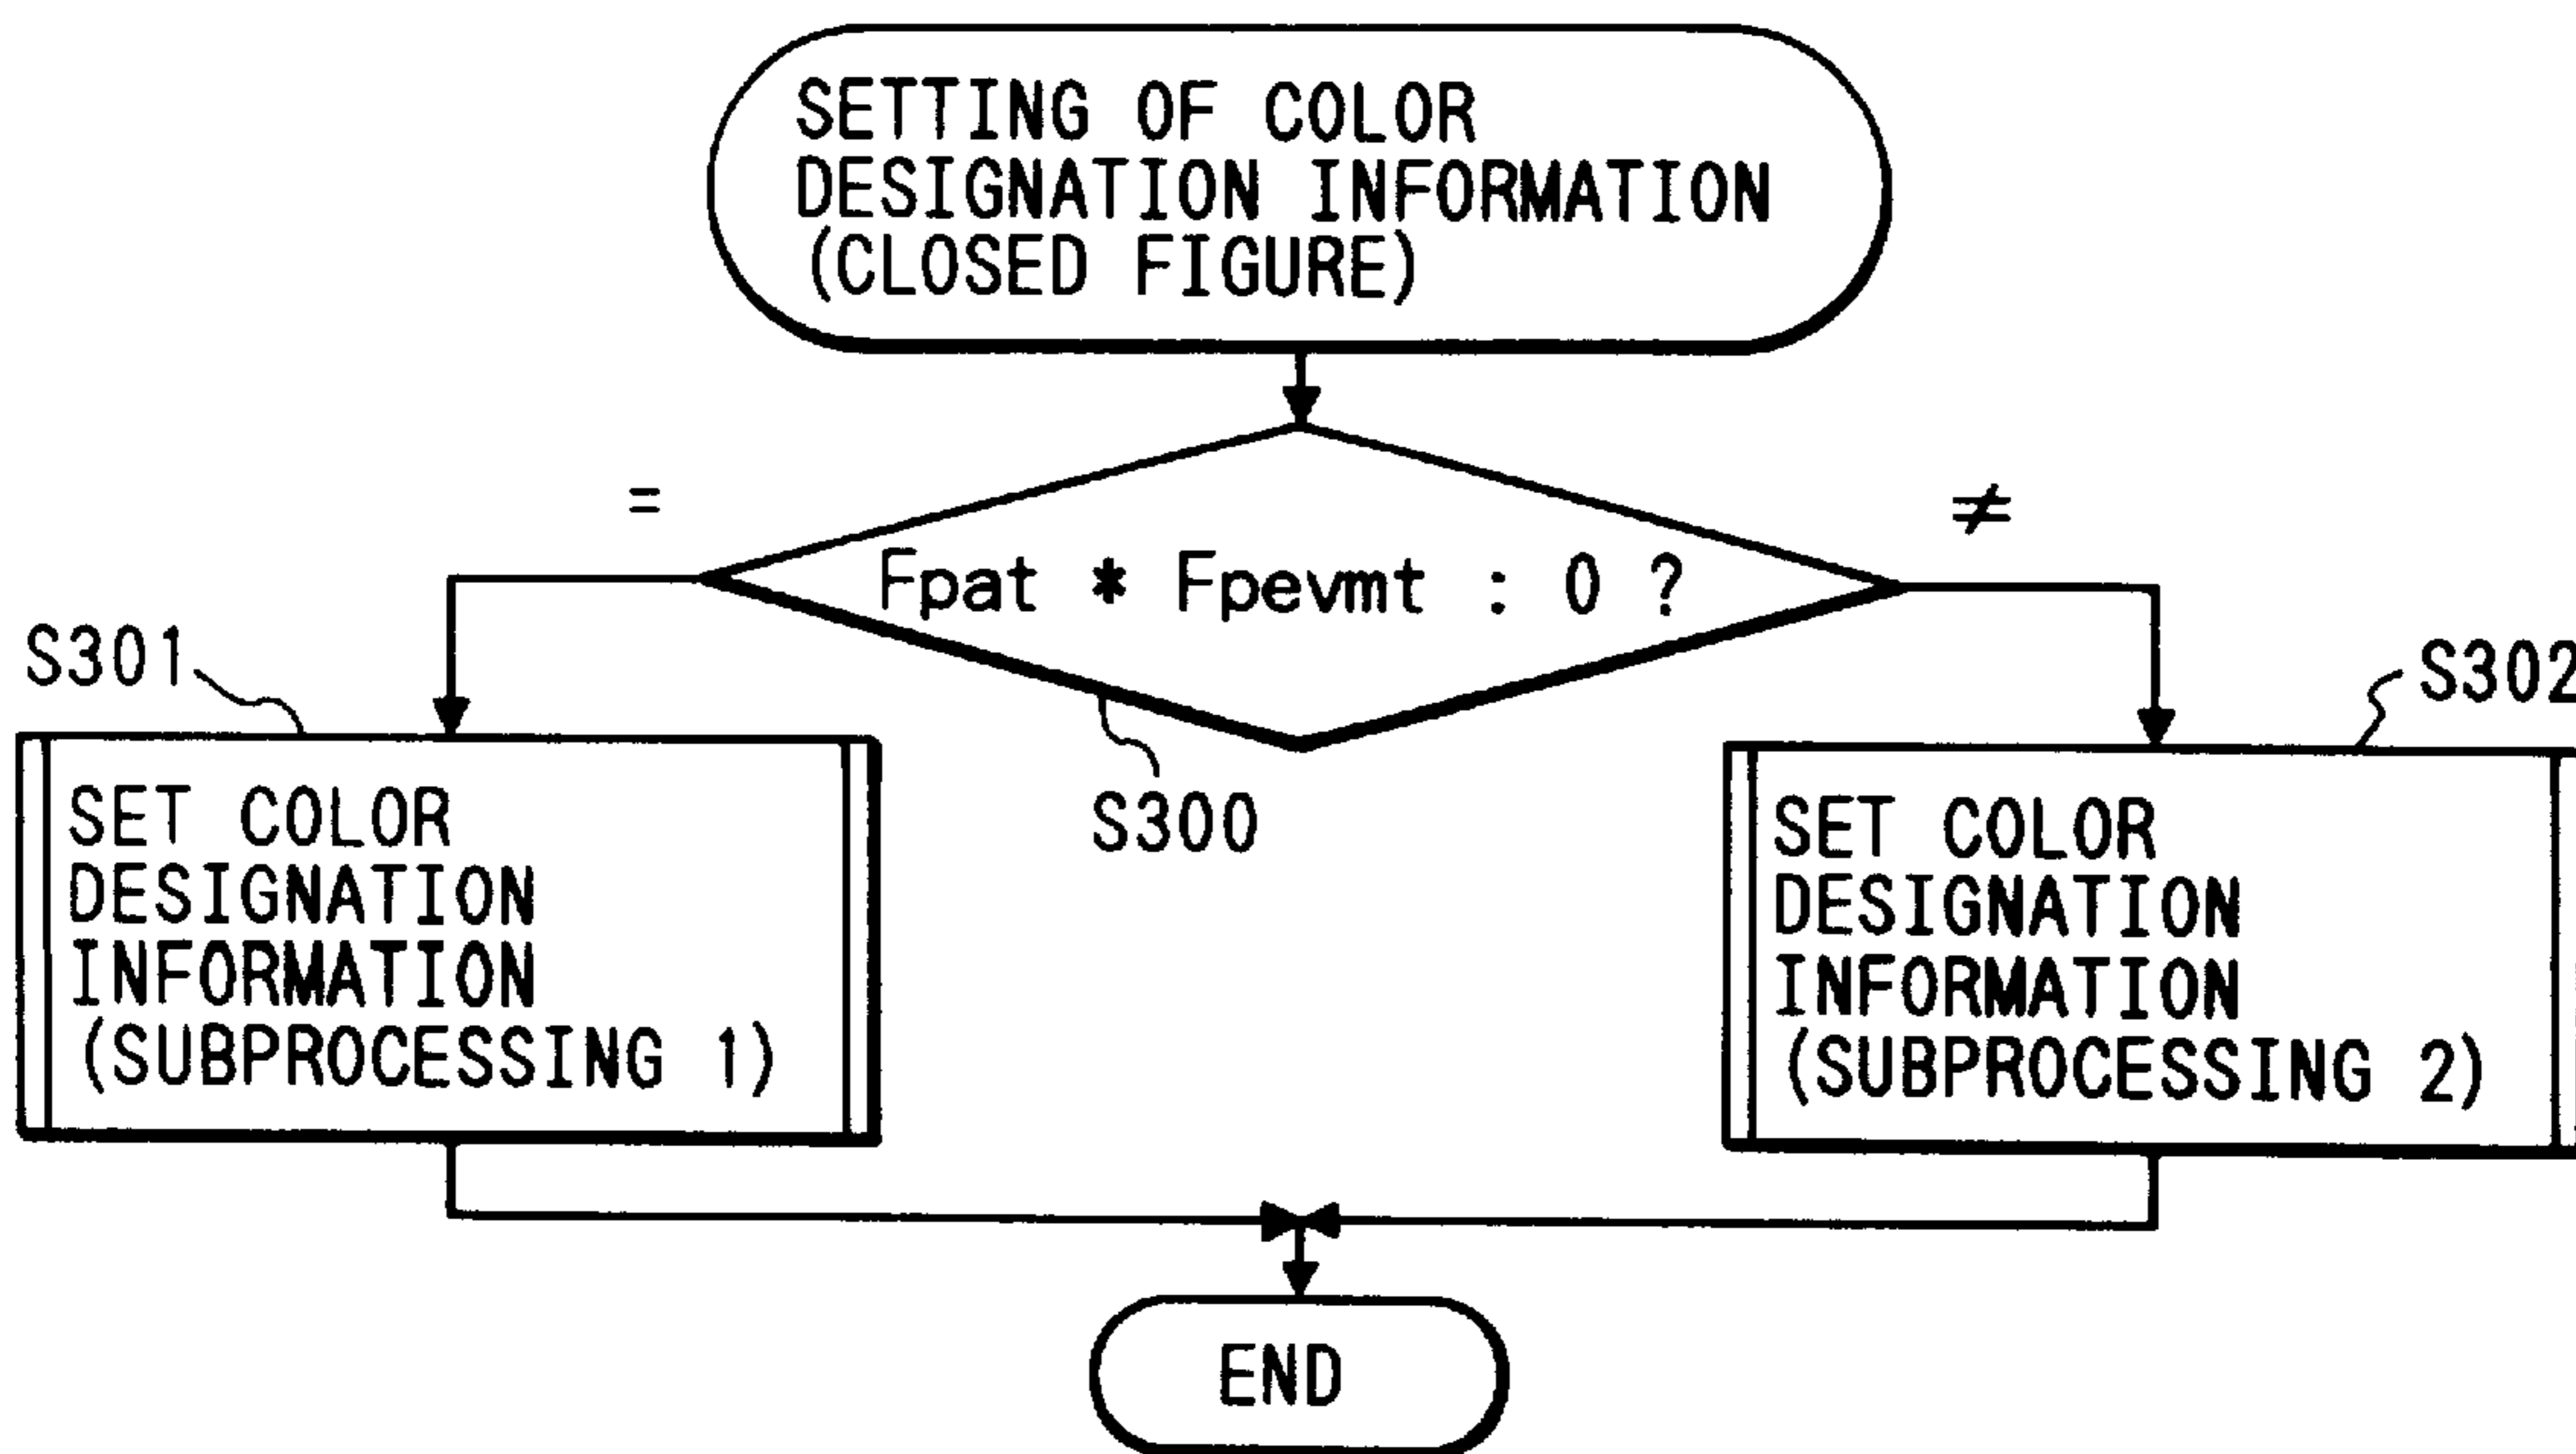 SETTING OF COLOR
DESIGNATION INFORMATION
(CLOSED FIGURE)
=
≠
Fpat * Fpevmt : 0 ?
S301
S302
S300
SET COLOR
DESIGNATION
INFORMATION
(SUBPROCESSING 1)
SET COLOR
DESIGNATION
INFORMATION
(SUBPROCESSING 2)
END